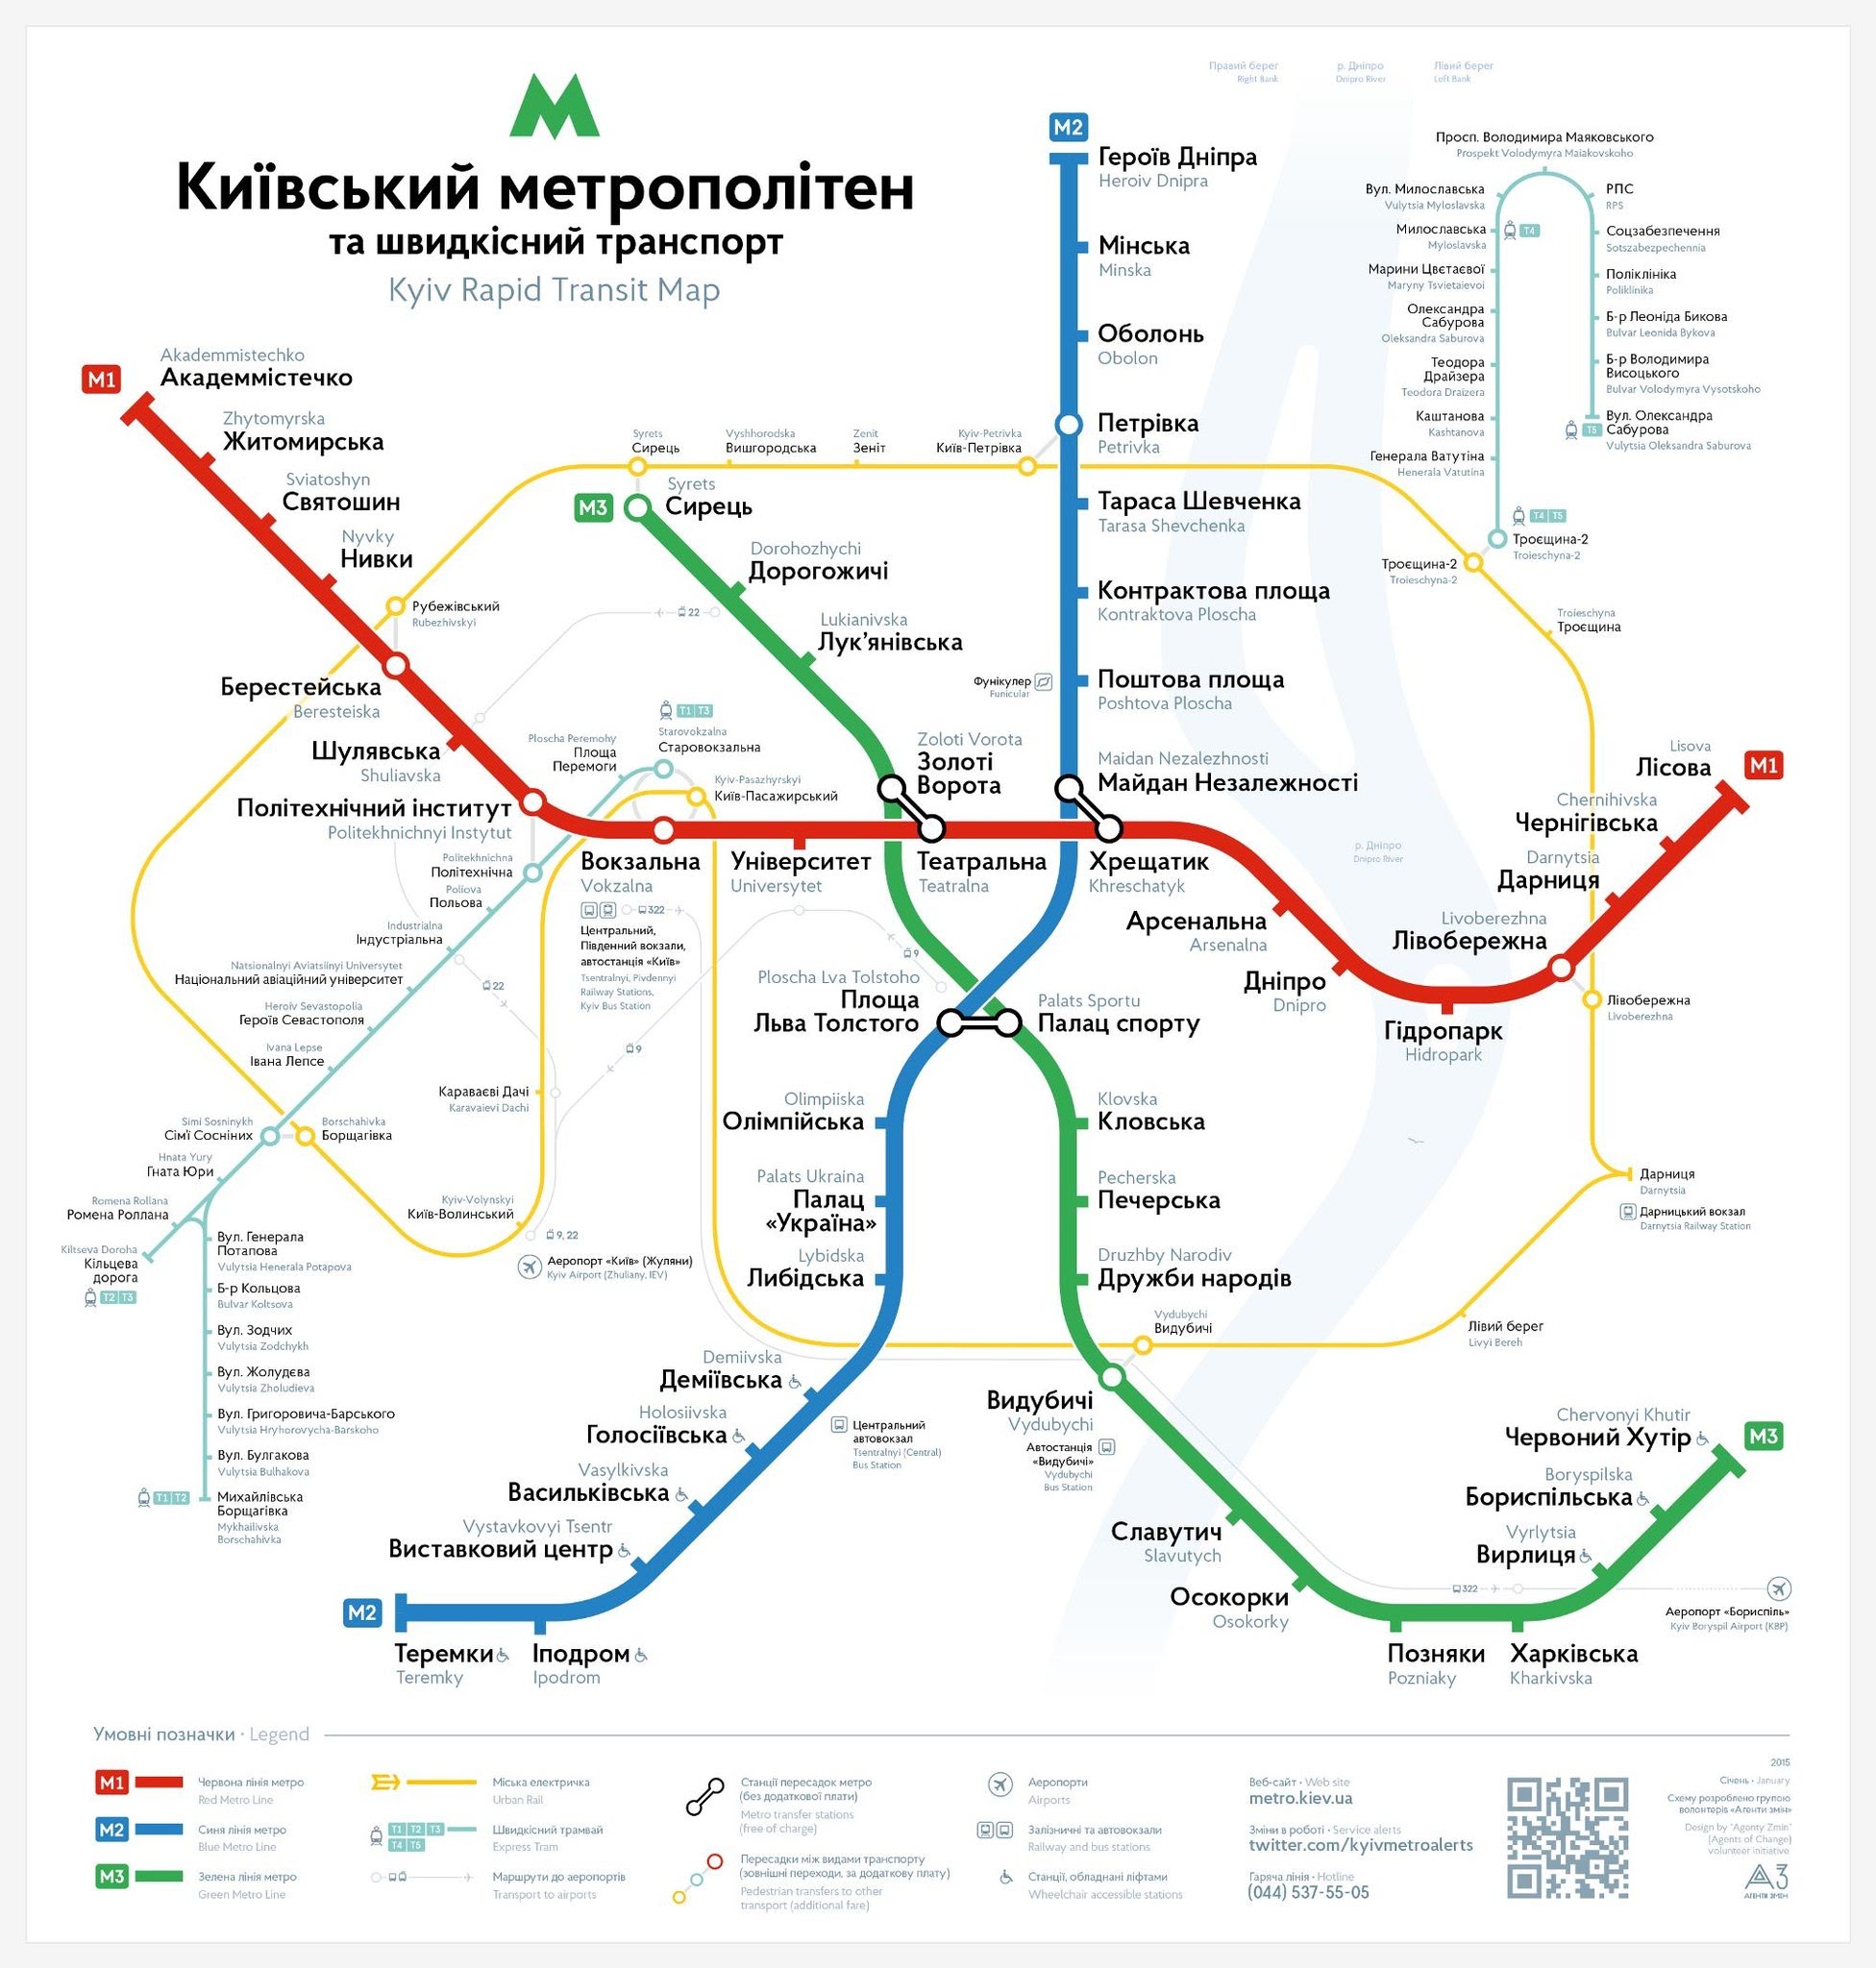 Правий берег
Right Bank
р. Дніпро
Dnipro River
Лівий берег
Left Bank
Київський метрополітен
та швидкісний транспорт
Kyiv Rapid Transit Map
M2
Героїв Дніпра
Heroiv Dnipra
Мінська
Minska
Оболонь
Obolon
Петрівка
Petrivka
Тараса Шевченка
Tarasa Shevchenka
Контрактова площа
Kontraktova Ploscha
Фунікулер
Funicular
Поштова площа
Poshtova Ploscha
Maidan Nezalezhnosti
Майдан Незалежності
Просп. Володимира Маяковського
Prospekt Volodymyra Maiakovskoho
Вул. Милославська
Vulytsia Myloslavska
Милославська
Myloslavska
T4
Марини Цвєтаєвої
Maryny Tsvietaievoi
Олександра
Сабурова
Oleksandra Saburova
Теодора
Драйзера
Teodora Draizera
Каштанова
Kashtanova
Генерала Ватутіна
Henerala Vatutina
T4 T5
Троєщина-2
Troieschyna-2
РПС
RPS
Соцзабезпечення
Sotszabezpechennia
Поліклініка
Poliklinika
Б-р Леоніда Бикова
Bulvar Leonida Bykova
Б-р Володимира
Висоцького
Bulvar Volodymyra Vysotskoho
Вул. Олександра
Сабурова
T5
Vulytsia Oleksandra Saburova
Троєщина-2
Troieschyna-2
Troieschyna
Троєщина
M1
Akademmistechko
Академмістечко
Zhytomyrska
Житомирська
Sviatoshyn
Святошин
Nyvky
Нивки
Рубежівський
Rubezhivskyi
Берестейська
Beresteiska
Шулявська
Shuliavska
Політехнічний інститут
Politekhnichnyi Instytut
Syrets
Сирець
Vyshhorodska
Вишгородська
Zenit
Зеніт
Kyiv-Petrivka
Київ-Петрівка
M3
Syrets
Сирець
Dorohozhychi
Дорогожичі
22
Lukianivska
Лук’янівська
Zoloti Vorota
Золоті
Ворота
T1 T3
Starovokzalna
Старовокзальна
Ploscha Peremohy
Площа
Перемоги
Kyiv-Pasazhyrskyi
Київ-Пасажирський
Вокзальна
Vokzalna
322
Центральний,
Південний вокзали,
автостанція «Київ»
Tsentralnyi, Pivdennyi
Railway Stations,
Kyiv Bus Station
Університет
Universytet
Театральна
Teatralna
Хрещатик
Khreschatyk
Арсенальна
Arsenalna
Дніпро
Dnipro
р. Дніпро
Dnipro River
Гідропарк
Hidropark
Livoberezhna
Лівобережна
Darnytsia
Дарниця
Chernihivska
Чернігівська
Lisova
Лісова
M1
Лівобережна
Livoberezhna
Дарниця
Darnytsia
Дарницький вокзал
Darnytsia Railway Station
Лівий берег
Livyi Bereh
Politekhnichna
Політехнічна
Poliova
Польова
Industrialna
Індустріальна
Natsionalnyi Aviatsiinyi Universytet
Національний авіаційний університет
Heroiv Sevastopolia
Героїв Севастополя
Ivana Lepse
Івана Лепсе
22
9
9
Simi Sosninykh
Сім’ї Сосніних
Borschahivka
Борщагівка
Hnata Yury
Гната Юри
Romena Rollana
Ромена Роллана
Kiltseva Doroha
Кільцева
дорога
T2 T3
Вул. Генерала
Потапова
Vulytsia Henerala Potapova
Б-р Кольцова
Bulvar Koltsova
Вул. Зодчих
Vulytsia Zodchykh
Вул. Жолудєва
Vulytsia Zholudieva
Вул. Григоровича-Барського
Vulytsia Hryhorovycha-Barskoho
Вул. Булгакова
Vulytsia Bulhakova
T1 T2
Михайлівська
Борщагівка
Mykhailivska
Borschahivka
Караваєві Дачі
Karavaievi Dachi
Kyiv-Volynskyi
Київ-Волинський
9, 22
Аеропорт «Київ» (Жуляни)
Kyiv Airport (Zhuliany, IEV)
Ploscha Lva Tolstoho
Площа
Льва Толстого
Palats Sportu
Палац спорту
Olimpiiska
Олімпійська
Palats Ukraina
Палац
«Україна»
Lybidska
Либідська
Demiivska
Деміївська
Holosiivska
Голосіївська
Vasylkivska
Васильківська
Vystavkovyi Tsentr
Виставковий центр
M2
Теремки
Teremky
Іподром
Ipodrom
Центральний
автовокзал
Tsentralnyi (Central)
Bus Station
Klovska
Кловська
Pecherska
Печерська
Druzhby Narodiv
Дружби народів
Vydubychi
Видубичі
Видубичі
Vydubychi
Автостанція
«Видубичі»
Vydubychi
Bus Station
Славутич
Slavutych
Осокорки
Osokorky
Позняки
Pozniaky
Харківська
Kharkivska
Vyrlytsia
Вирлиця
Boryspilska
Бориспільська
Chervonyi Khutir
Червоний Хутір
M3
322
Аеропорт «Бориспіль»
Kyiv Boryspil Airport (KBP)
Умовні позначки · Legend
M1
Червона лінія метро
Red Metro Line
M2
Синя лінія метро
Blue Metro Line
M3
Зелена лінія метро
Green Metro Line
Міська електричка
Urban Rail
T1 T2 T3
T4 T5
Швидкісний трамвай
Express Tram
Маршрути до аеропортів
Transport to airports
Станції пересадок метро
(без додаткової плати)
Metro transfer stations
(free of charge)
Пересадки між видами транспорту
(зовнішні переходи, за додаткову плату)
Pedestrian transfers to other
transport (additional fare)
Аеропорти
Airports
Залізничні та автовокзали
Railway and bus stations
Станції, обладнані ліфтами
Wheelchair accessible stations
Веб-сайт · Web site
metro.kiev.ua
Зміни в роботі · Service alerts
twitter.com/kyivmetroalerts
Гаряча лінія · Hotline
(044) 537-55-05
2015
Січень · January
Схему розроблено групою
волонтерів «Агенти змін»
Design by "Agenty Zmin"
(Agents of Change)
volunteer initiative
АГЕНТИ ЗМІН